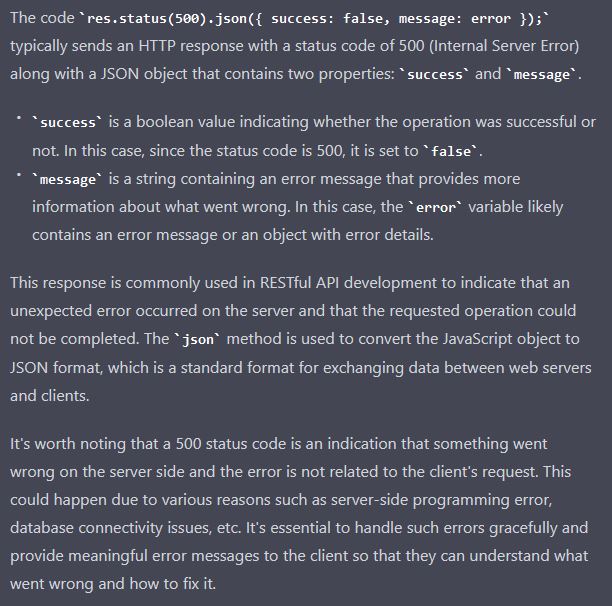 The code `res.status(500).json({ success: false, message: error });`
typically sends an HTTP response with a status code of 500 (Internal Server Error)
along with a JSON object that contains two properties: `success` and `message`.
• `success` is a boolean value indicating whether the operation was successful or
not. In this case, since the status code is 500, it is set to `false`.
• `message` is a string containing an error message that provides more
information about what went wrong. In this case, the `error` variable likely
contains an error message or an object with error details.
This response is commonly used in RESTful API development to indicate that an
unexpected error occurred on the server and that the requested operation could
not be completed. The `json` method is used to convert the JavaScript object to
JSON format, which is a standard format for exchanging data between web servers
and clients.
It's worth noting that a 500 status code is an indication that something went
wrong on the server side and the error is not related to the client's request. This
could happen due to various reasons such as server-side programming error,
database connectivity issues, etc. It's essential to handle such errors gracefully and
provide meaningful error messages to the client so that they can understand what
went wrong and how to fix it.